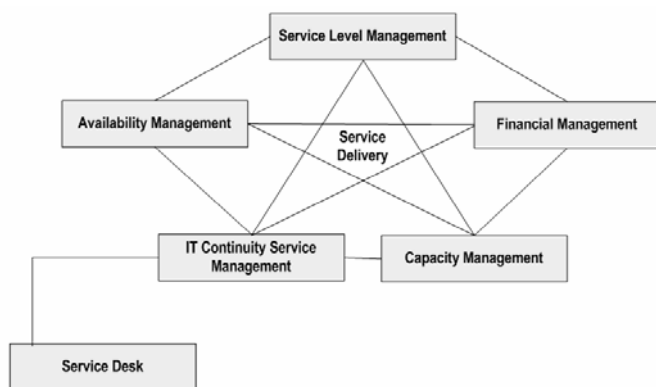 Service Level Management
Availability Management
Financial Management
Service
Delivery
IT Continuity Service
Management
Capacity Management
Service Desk